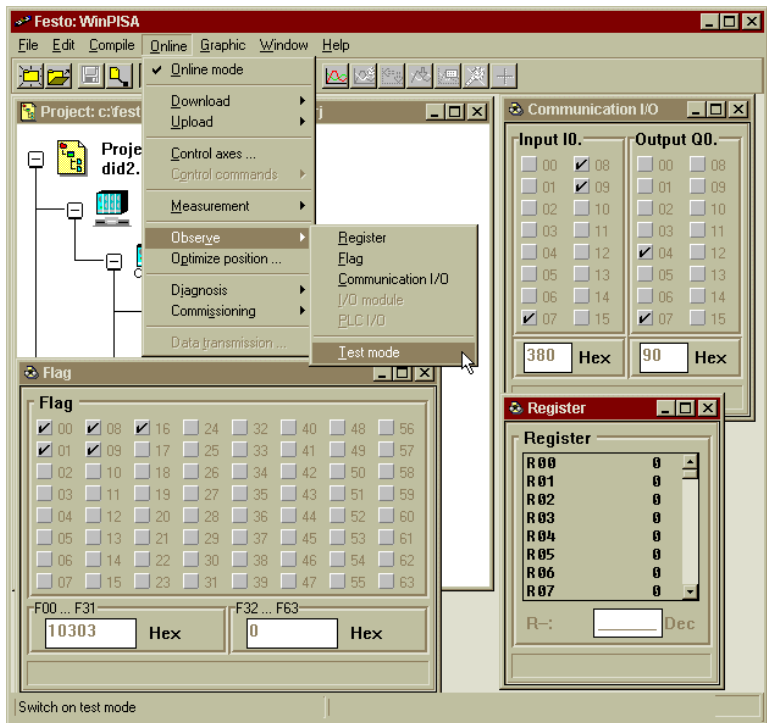 Festo: WinPISA
File Edit Compile Online Graphic Window Help
Online mode
Download
Upload
Control axes ...
Control commands
Measurement
Observe
Optimize position ...
Diagnosis
Commissioning
Data transmission ...
Register
Flag
Communication I/O
I/O module
PLC I/O
Test mode
Project: c:\fest
Proje
did2.
Communication I/O
Input I0. Output Q0.
00 08 00 08
01 09 01 09
02 10 02 10
03 11 03 11
04 12 04 12
05 13 05 13
06 14 06 14
07 15 07 15
380 Hex 90 Hex
Flag
Flag
00 08 16 24 32 40 48 56
01 09 17 25 33 41 49 57
02 10 18 26 34 42 50 58
03 11 19 27 35 43 51 59
04 12 20 28 36 44 52 60
05 13 21 29 37 45 53 61
06 14 22 30 38 46 54 62
07 15 23 31 39 47 55 63
F00 ... F31 F32 ... F63
10303 Hex 0 Hex
Register
Register
R00 0
R01 0
R02 0
R03 0
R04 0
R05 0
R06 0
R07 0
R--: ______ Dec
Switch on test mode